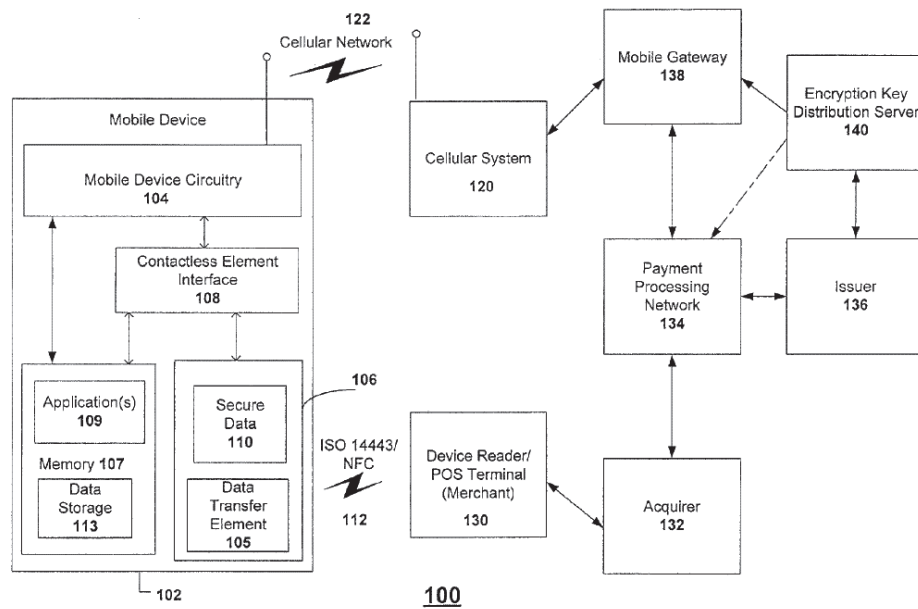 122
Cellular Network
Mobile Device
Mobile Device Circuitry
104
Contactless Element
Interface
108
Application(s)
109
Memory 107
Data
Storage
113
106
Secure
Data
110
Data
Transfer
Element
105
102
ISO 14443/
NFC
112
Cellular System
120
Mobile Gateway
138
Encryption Key
Distribution Server
140
Payment
Processing
Network
134
Issuer
136
Device Reader/
POS Terminal
(Merchant)
130
Acquirer
132
100